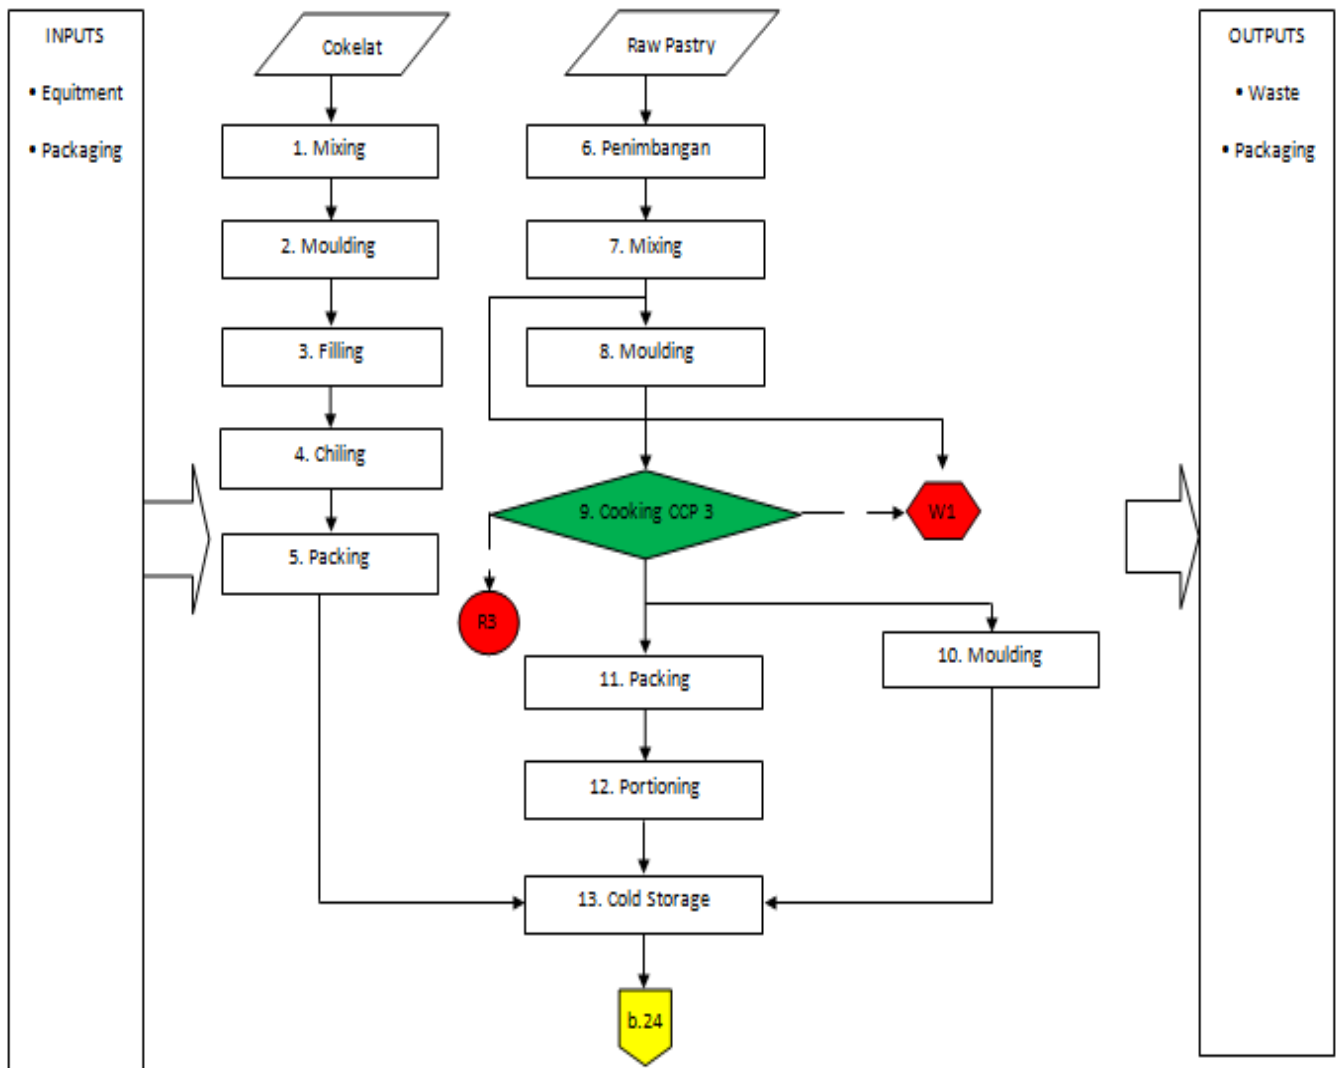 INPUTS
• Equitment
• Packaging
Cokelat
1. Mixing
2. Moulding
3. Filling
4. Chiling
5. Packing
Raw Pastry
6. Penimbangan
7. Mixing
8. Moulding
9. Cooking CCP 3
W1
R3
10. Moulding
11. Packing
12. Portioning
13. Cold Storage
b.24
OUTPUTS
• Waste
• Packaging